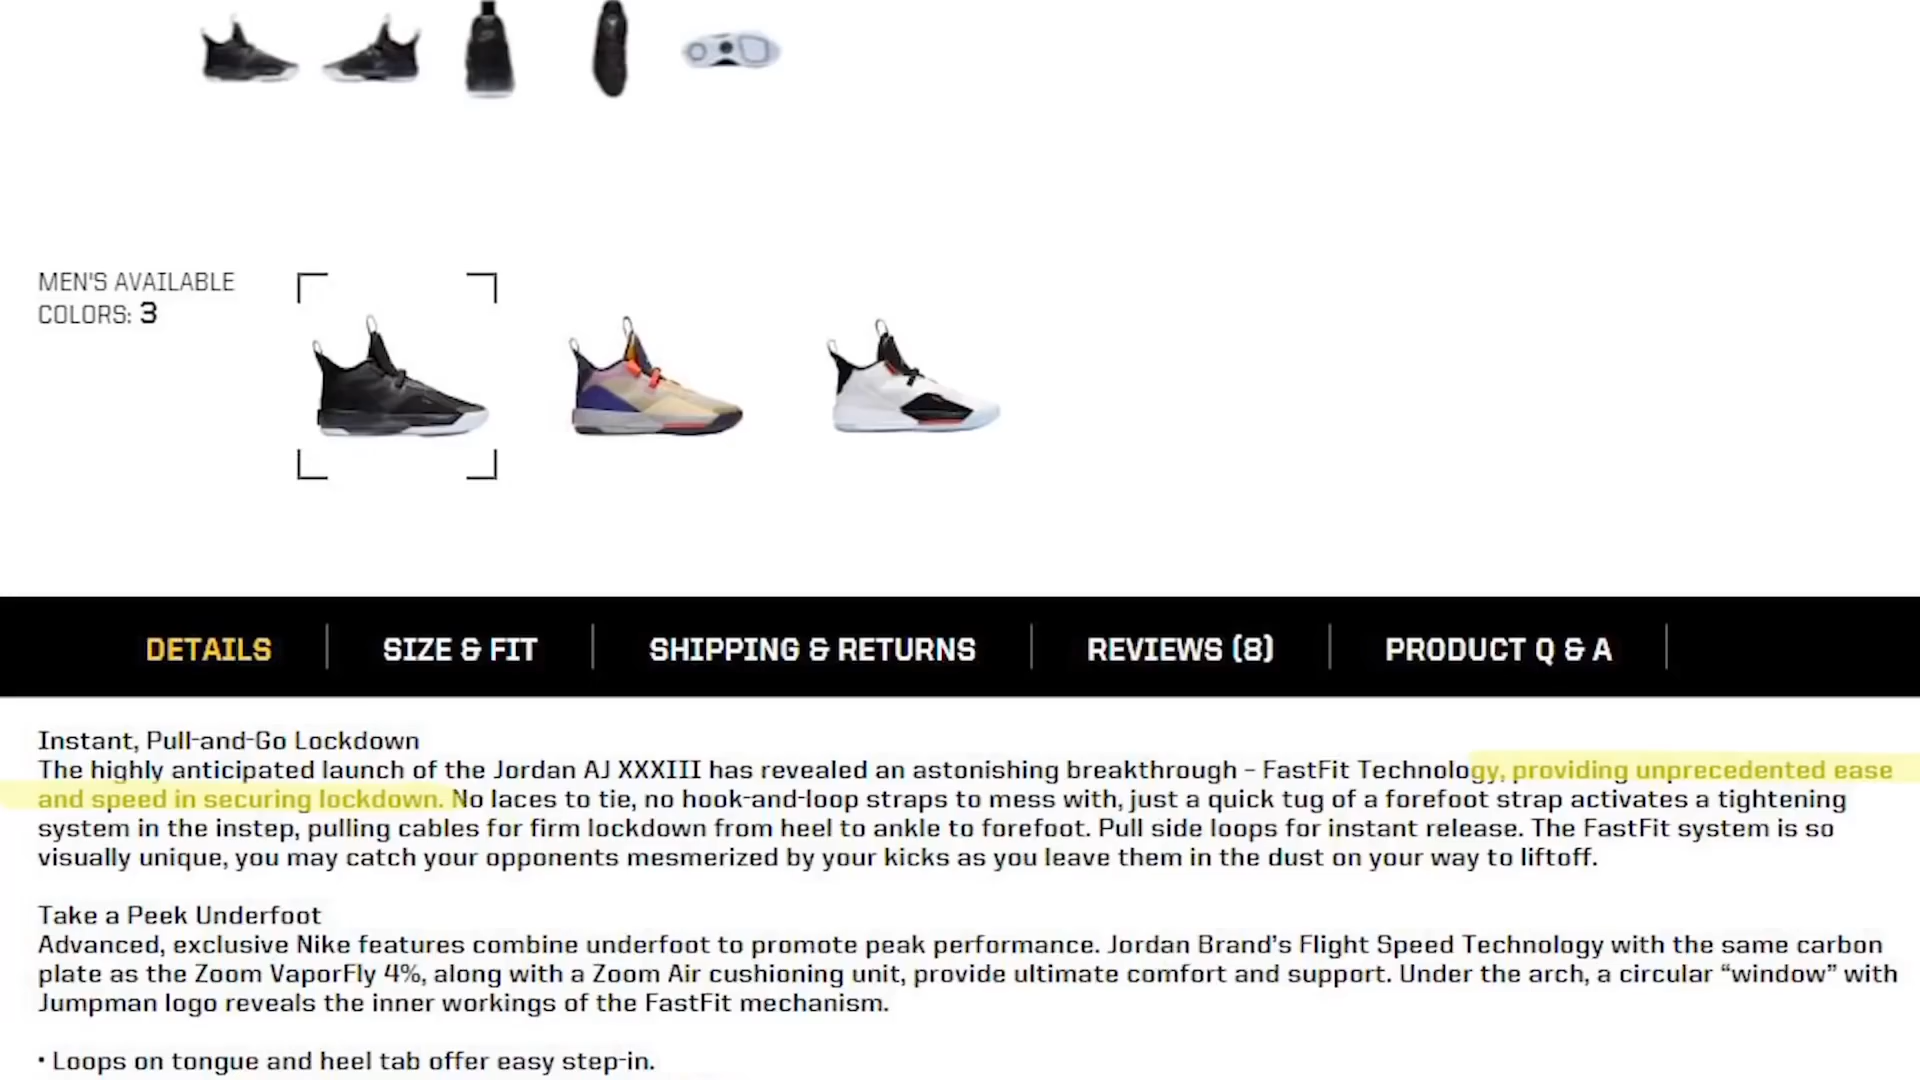 MEN'S AVAILABLE
COLORS: 3
DETAILS
SIZE & FIT
SHIPPING & RETURNS
REVIEWS (8)
PRODUCT Q & A
Instant, Pull-and-Go Lockdown
The highly anticipated launch of the Jordan AJ XXXIII has revealed an astonishing breakthrough - FastFit Technology, providing unprecedented ease
and speed in securing lockdown. No laces to tie, no hook-and-loop straps to mess with, just a quick tug of a forefoot strap activates a tightening
system in the instep, pulling cables for firm lockdown from heel to ankle to forefoot. Pull side loops for instant release. The FastFit system is so
visually unique, you may catch your opponents mesmerized by your kicks as you leave them in the dust on your way to liftoff.
Take a Peek Underfoot
Advanced, exclusive Nike features combine underfoot to promote peak performance. Jordan Brand's Flight Speed Technology with the same carbon
plate as the Zoom VaporFly 4%, along with a Zoom Air cushioning unit, provide ultimate comfort and support. Under the arch, a circular “window” with
Jumpman logo reveals the inner workings of the FastFit mechanism.
• Loops on tongue and heel tab offer easy step-in.